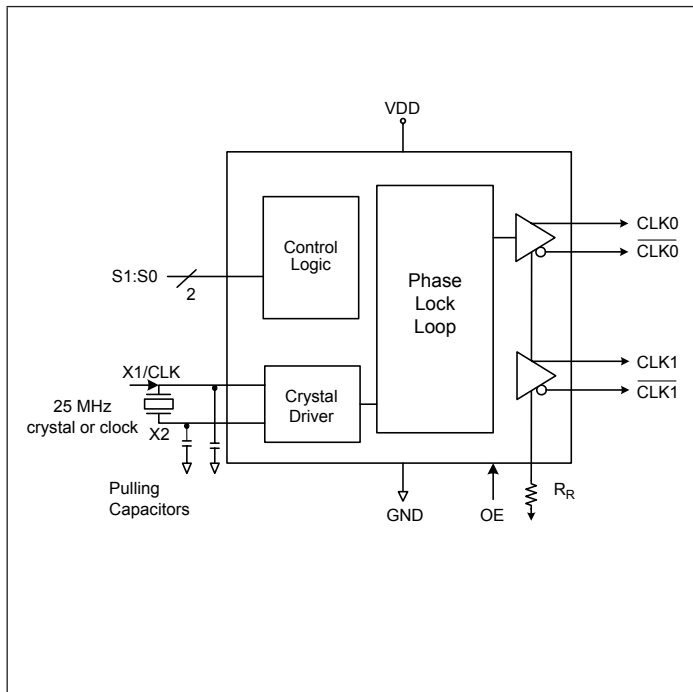 VDD
CLK0
CLK0
Control
Logic
Phase
Lock
Loop
S1:S0
2
X1/CLK
CLK1
CLK1
25 MHz
crystal or clock
X2
Crystal
Driver
Pulling
Capacitors
GND
OE
RR